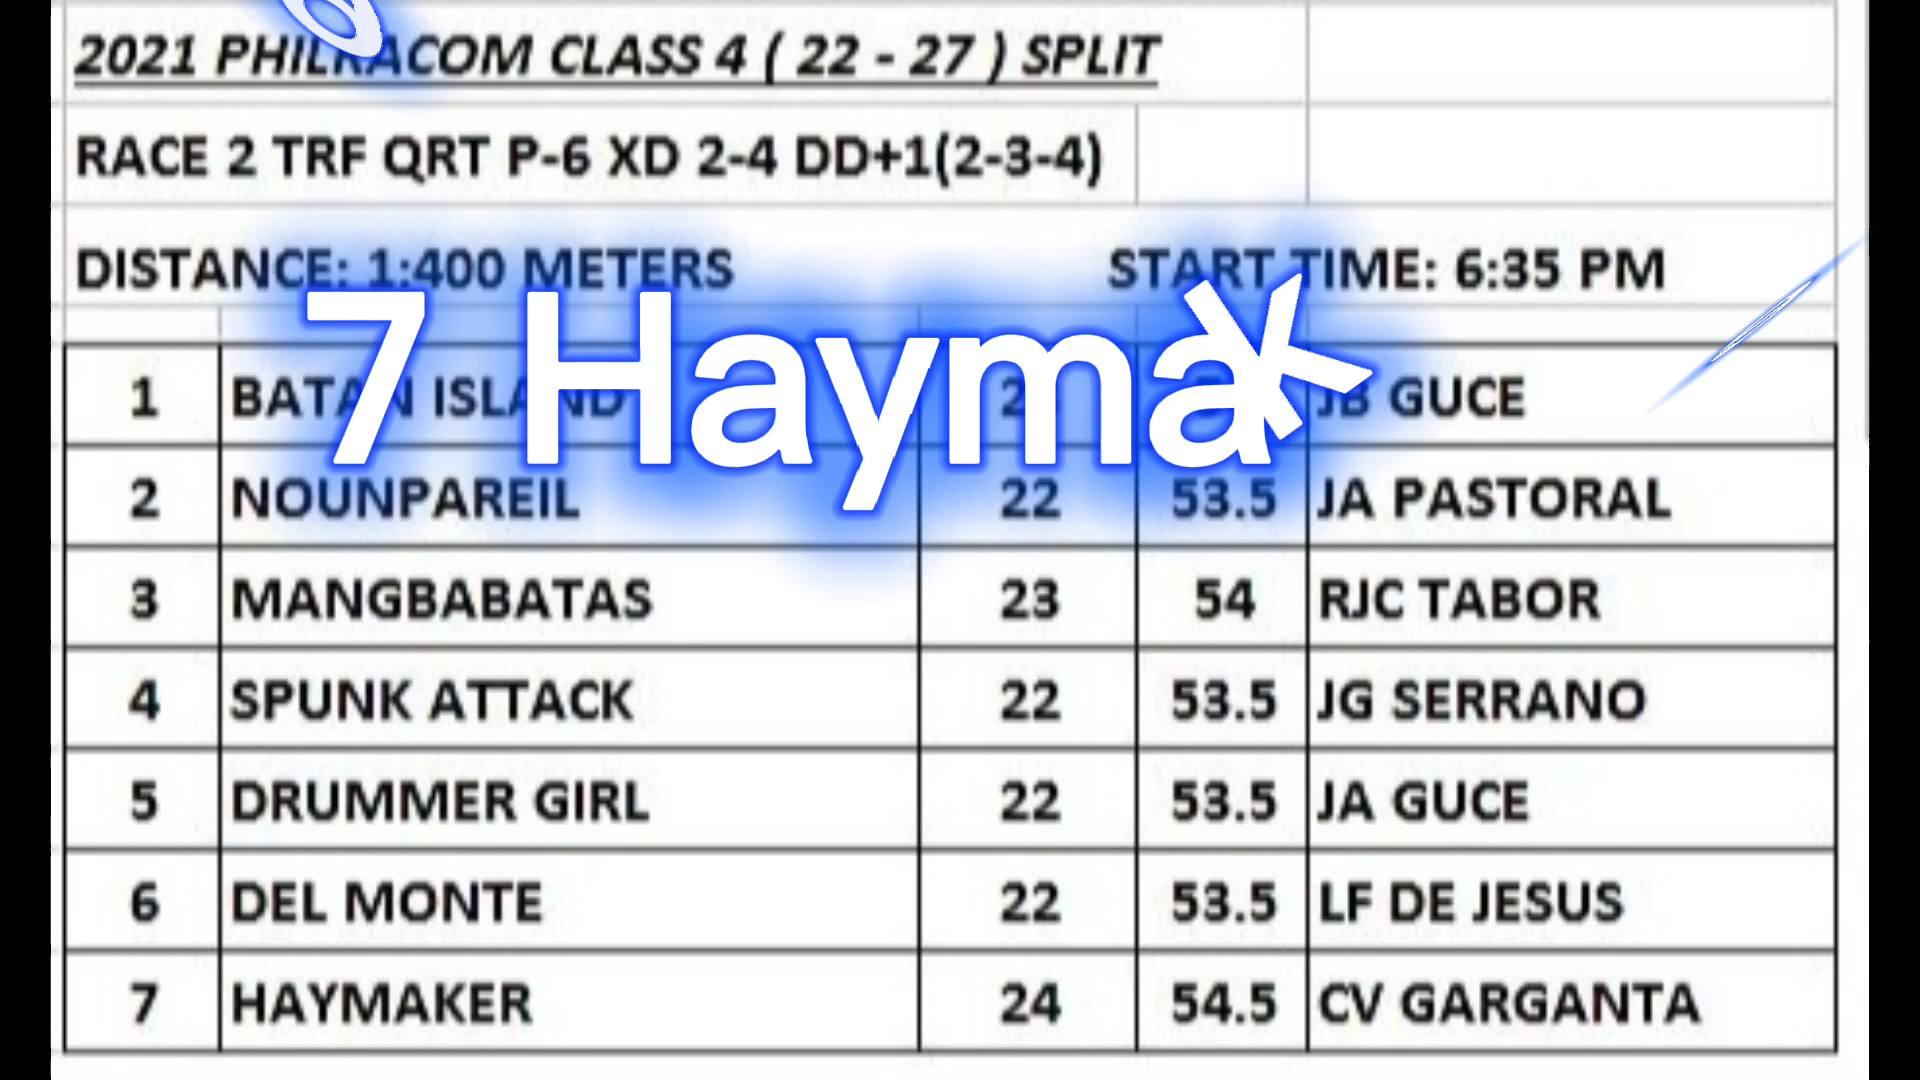 2021 PHILRACOM CLASS 4 ( 22 - 27 ) SPLIT
RACE 2 TRF QRT P-6 XD 2-4 DD+1(2-3-4)
DISTANCE: 1:400 METERS START TIME: 6:35 PM
7 Haymak
1 BATAN ISLAND JB GUCE
2 NOUNPAREIL 22 53.5 JA PASTORAL
3 MANGBABATAS 23 54 RJC TABOR
4 SPUNK ATTACK 22 53.5 JG SERRANO
5 DRUMMER GIRL 22 53.5 JA GUCE
6 DEL MONTE 22 53.5 LF DE JESUS
7 HAYMAKER 24 54.5 CV GARGANTA